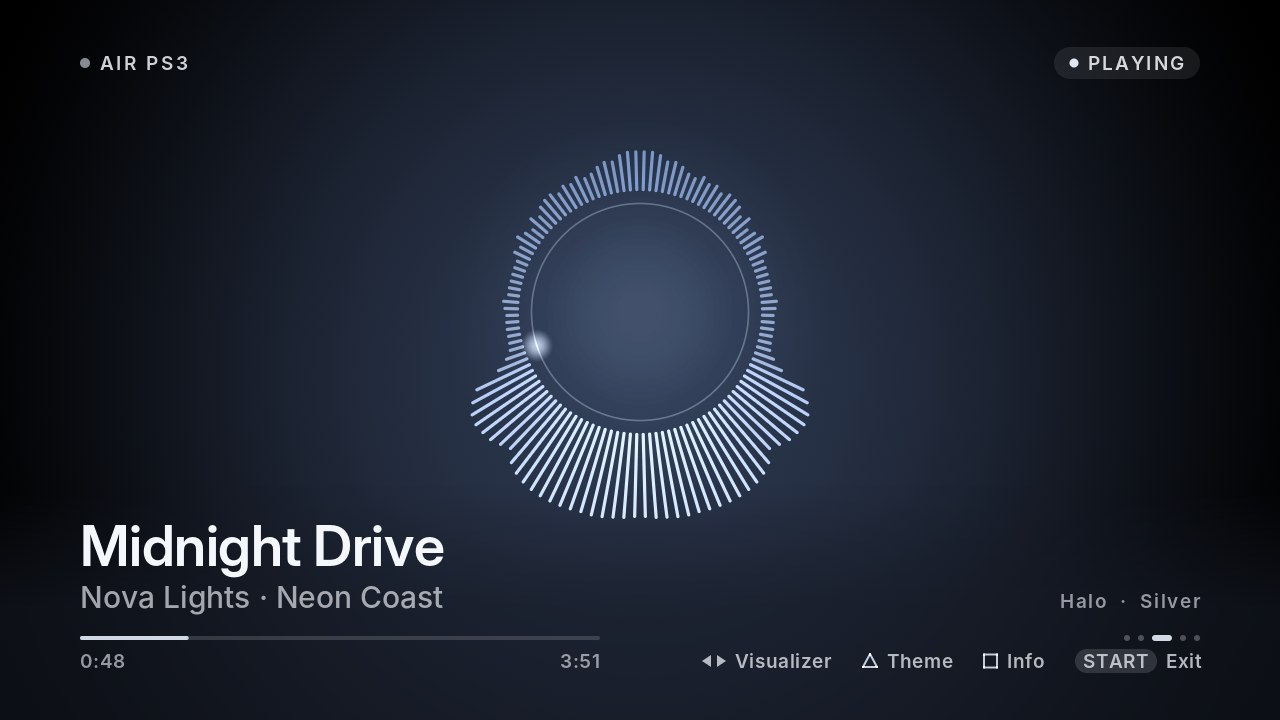 AIR PS3
PLAYING
Midnight Drive
Nova Lights · Neon Coast
Halo · Silver
0:48
3:51
Visualizer
Theme
Info
START Exit